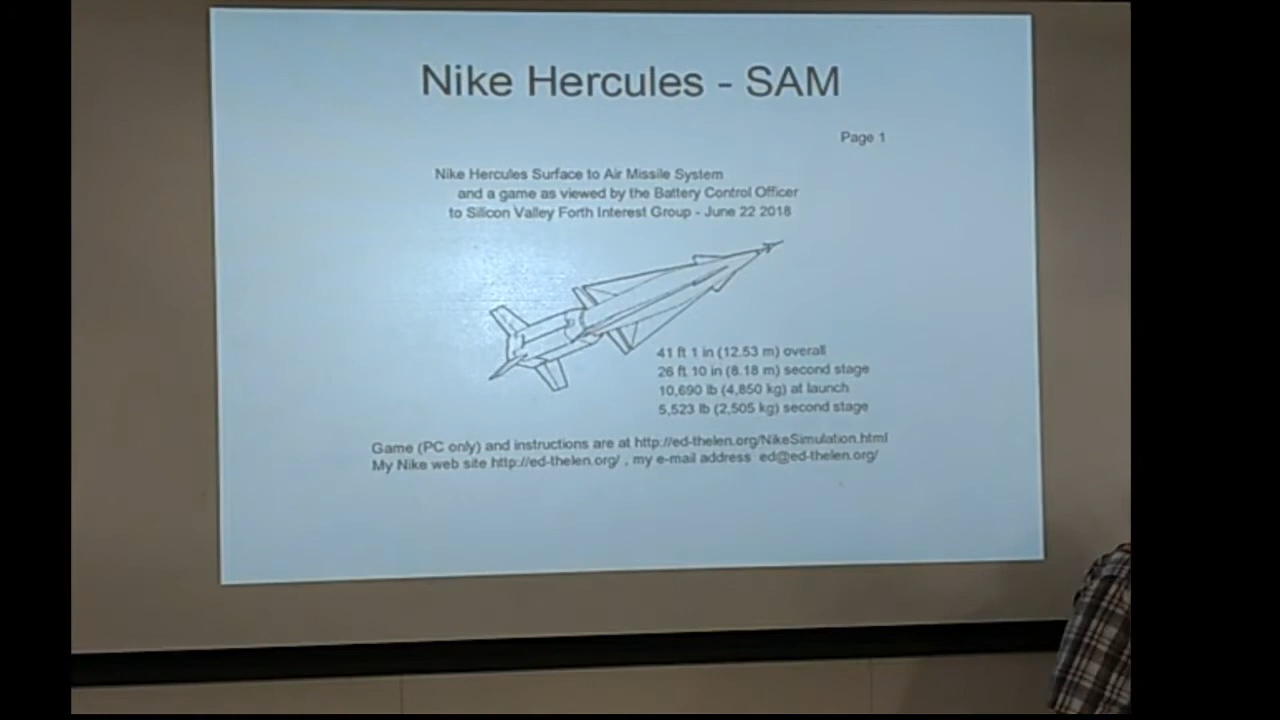 Nike Hercules - SAM
Page 1
Nike Hercules Surface to Air Missile System
and a game as viewed by the Battery Control Officer
to Silicon Valley Forth Interest Group - June 22 2018
41 ft 1 in (12.53 m) overall
26 ft 10 in (8.18 m) second stage
10,690 lb (4,850 kg) at launch
5,523 lb (2,505 kg) second stage
Game (PC only) and instructions are at http://ed-thelen.org/NikeSimulation.html
My Nike web site http://ed-thelen.org/ , my e-mail address ed@ed-thelen.org/